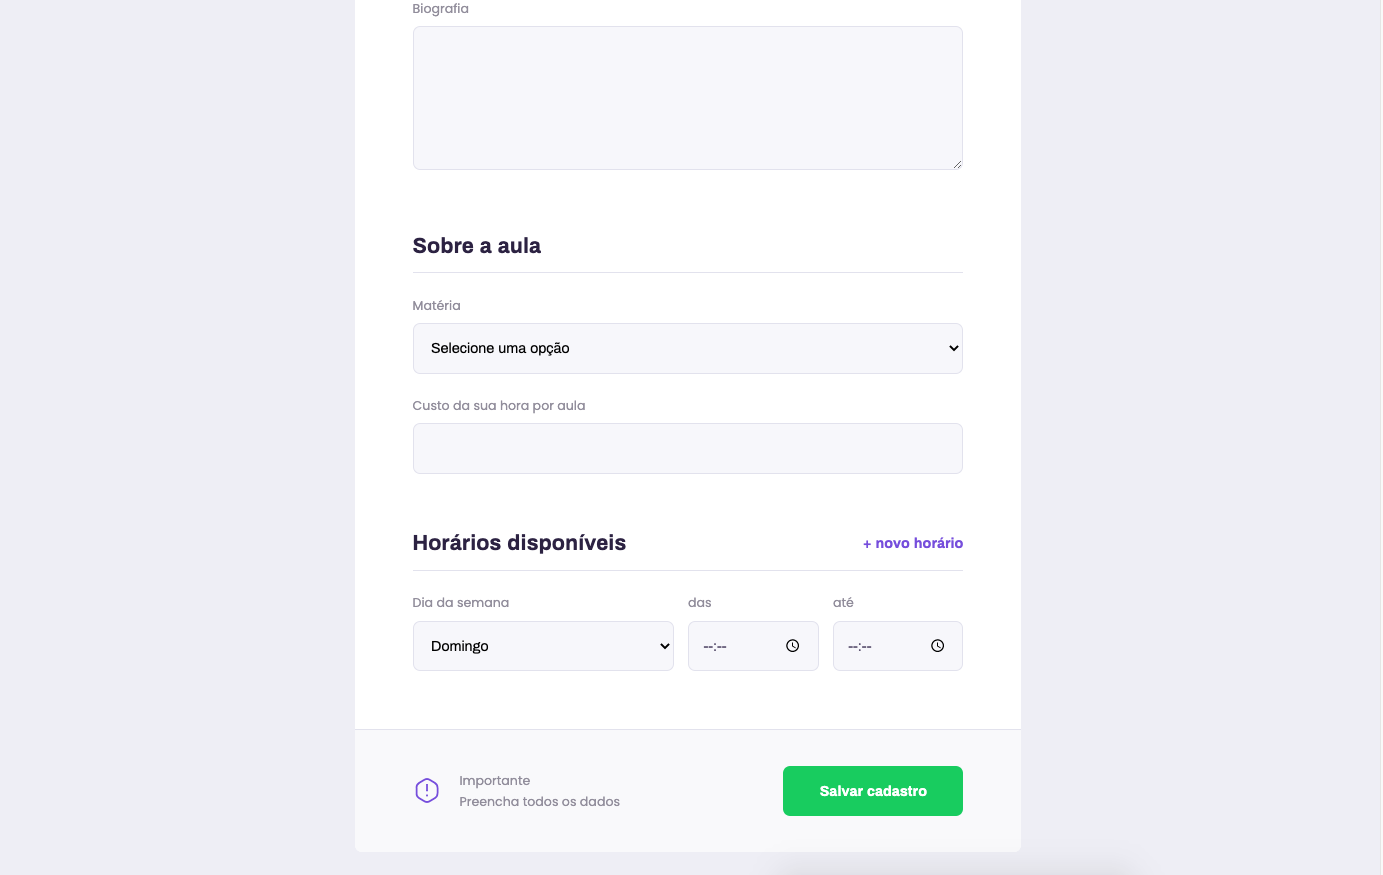 Biografia
Sobre a aula
Matéria
Selecione uma opção
Custo da sua hora por aula
Horários disponíveis + novo horário
Dia da semana das até
Domingo --:-- --:--
Importante
Preencha todos os dados
Salvar cadastro